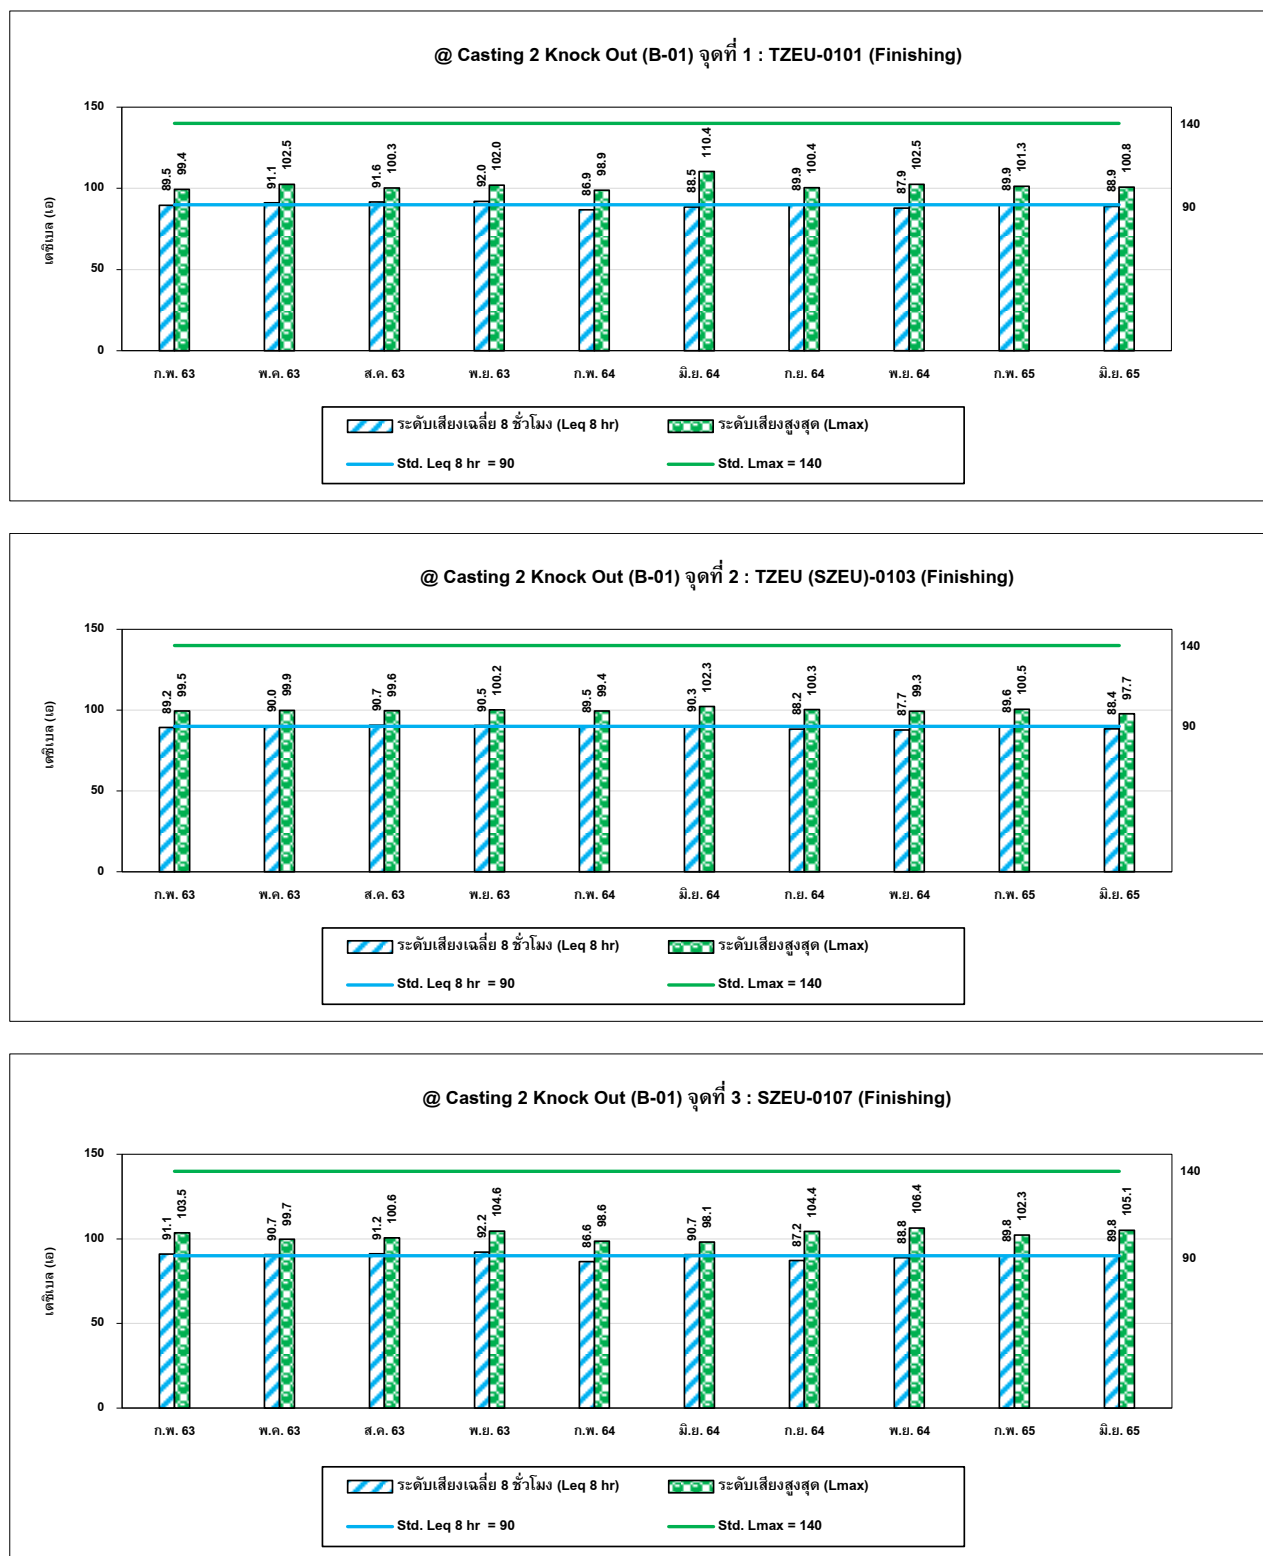 @ Casting 2 Knock Out (B-01) จุดที่ 1 : TZEU-0101 (Finishing)
150
140
89.5 99.4 91.1 102.5 91.6 100.3 92.0 102.0 86.9 98.9 88.5 110.4 89.9 100.4 87.9 102.5 89.9 101.3 88.9 100.8
100
90
เดซิเบล (เอ)
50
0
ก.พ. 63 พ.ค. 63 ส.ค. 63 พ.ย. 63 ก.พ. 64 มิ.ย. 64 ก.ย. 64 พ.ย. 64 ก.พ. 65 มิ.ย. 65
ระดับเสียงเฉลี่ย 8 ชั่วโมง (Leq 8 hr) ระดับเสียงสูงสุด (Lmax)
Std. Leq 8 hr = 90 Std. Lmax = 140
@ Casting 2 Knock Out (B-01) จุดที่ 2 : TZEU (SZEU)-0103 (Finishing)
150
140
89.2 99.5 90.0 99.9 90.7 99.6 90.5 100.2 89.5 99.4 90.3 102.3 88.2 100.3 87.7 99.3 89.6 100.5 88.4 97.7
100
90
เดซิเบล (เอ)
50
0
ก.พ. 63 พ.ค. 63 ส.ค. 63 พ.ย. 63 ก.พ. 64 มิ.ย. 64 ก.ย. 64 พ.ย. 64 ก.พ. 65 มิ.ย. 65
ระดับเสียงเฉลี่ย 8 ชั่วโมง (Leq 8 hr) ระดับเสียงสูงสุด (Lmax)
Std. Leq 8 hr = 90 Std. Lmax = 140
@ Casting 2 Knock Out (B-01) จุดที่ 3 : SZEU-0107 (Finishing)
150
140
91.1 103.5 90.7 99.7 91.2 100.6 92.2 104.6 86.6 98.6 90.7 98.1 87.2 104.4 88.8 106.4 89.8 102.3 89.8 105.1
100
90
เดซิเบล (เอ)
50
0
ก.พ. 63 พ.ค. 63 ส.ค. 63 พ.ย. 63 ก.พ. 64 มิ.ย. 64 ก.ย. 64 พ.ย. 64 ก.พ. 65 มิ.ย. 65
ระดับเสียงเฉลี่ย 8 ชั่วโมง (Leq 8 hr) ระดับเสียงสูงสุด (Lmax)
Std. Leq 8 hr = 90 Std. Lmax = 140